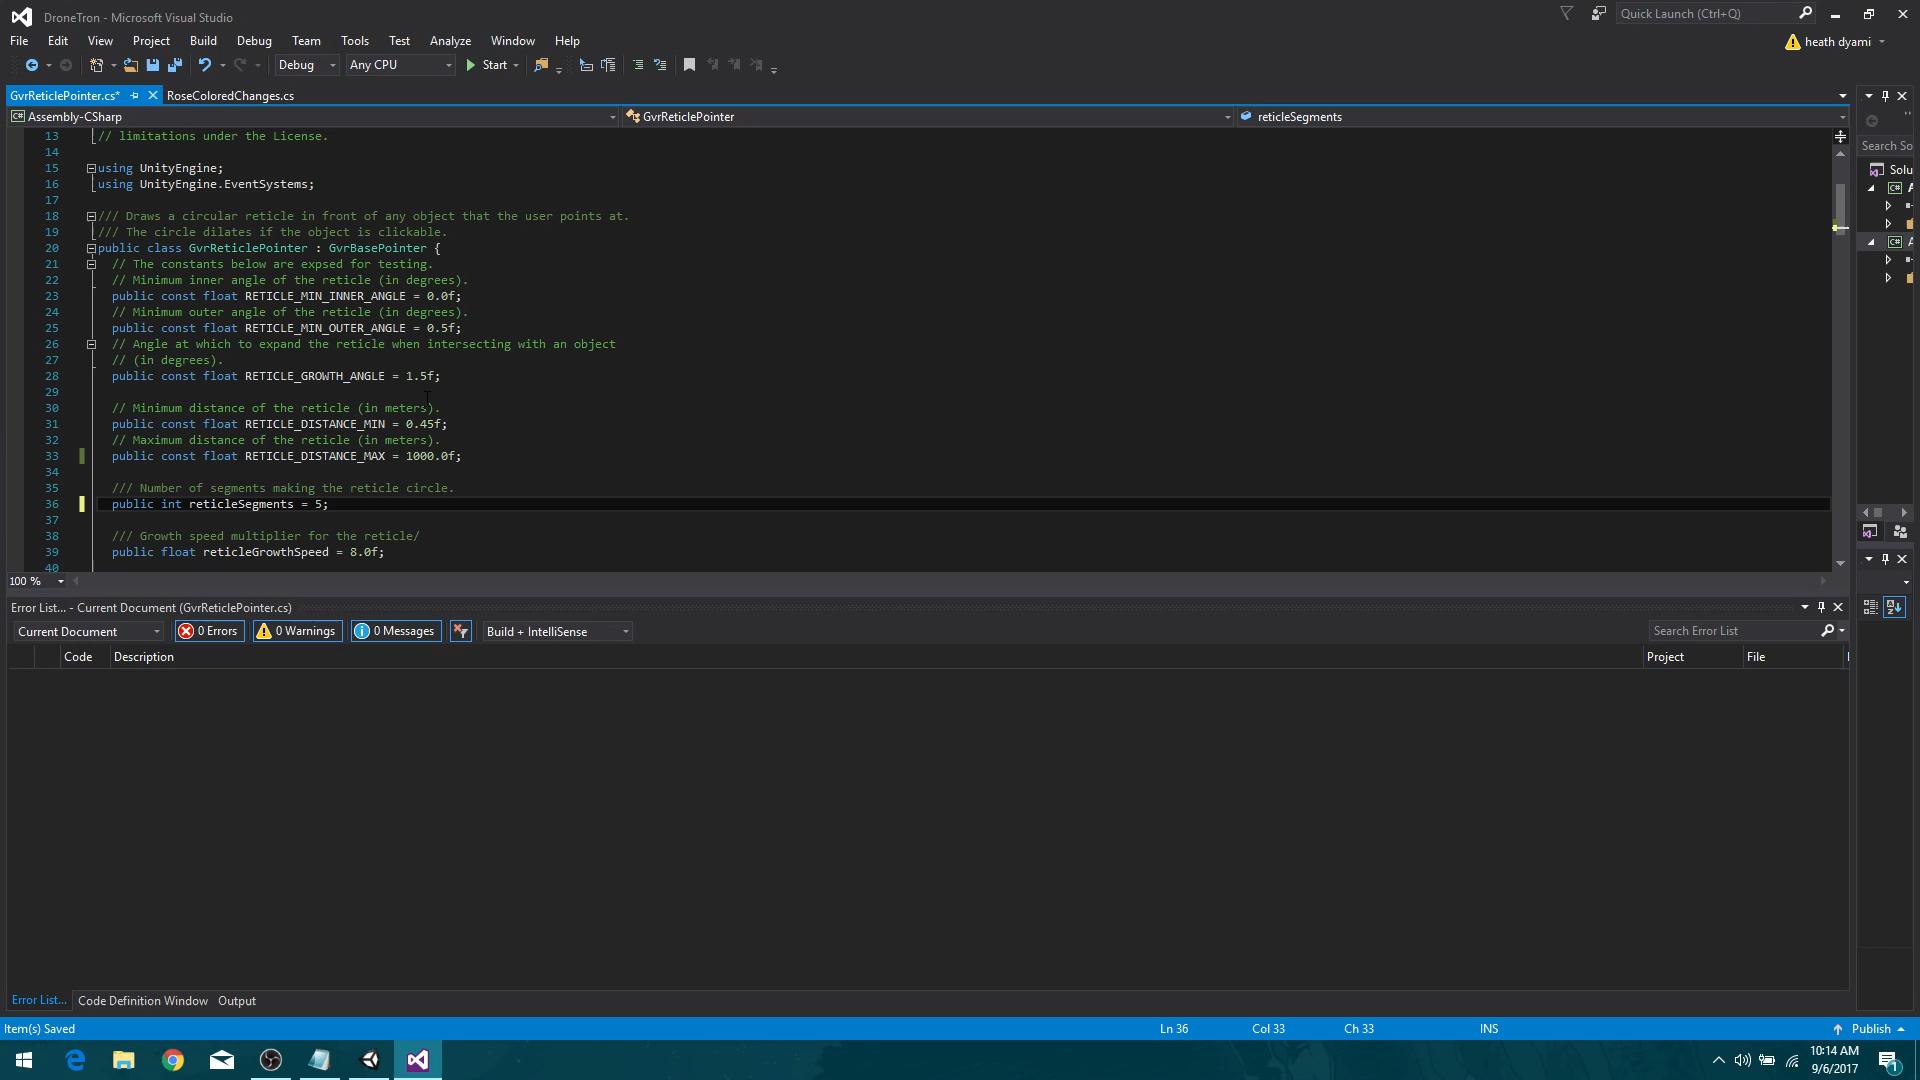 DroneTron - Microsoft Visual Studio
Quick Launch (Ctrl+Q)
File Edit View Project Build Debug Team Tools Test Analyze Window Help
heath dyami
Debug Any CPU Start
GvrReticlePointer.cs* RoseColoredChanges.cs
Assembly-CSharp GvrReticlePointer reticleSegments
13 // limitations under the License.
14
15 using UnityEngine;
16 using UnityEngine.EventSystems;
17
18 /// Draws a circular reticle in front of any object that the user points at.
19 /// The circle dilates if the object is clickable.
20 public class GvrReticlePointer : GvrBasePointer {
21 // The constants below are expsed for testing.
22 // Minimum inner angle of the reticle (in degrees).
23 public const float RETICLE_MIN_INNER_ANGLE = 0.0f;
24 // Minimum outer angle of the reticle (in degrees).
25 public const float RETICLE_MIN_OUTER_ANGLE = 0.5f;
26 // Angle at which to expand the reticle when intersecting with an object
27 // (in degrees).
28 public const float RETICLE_GROWTH_ANGLE = 1.5f;
29
30 // Minimum distance of the reticle (in meters).
31 public const float RETICLE_DISTANCE_MIN = 0.45f;
32 // Maximum distance of the reticle (in meters).
33 public const float RETICLE_DISTANCE_MAX = 1000.0f;
34
35 /// Number of segments making the reticle circle.
36 public int reticleSegments = 5;
37
38 /// Growth speed multiplier for the reticle/
39 public float reticleGrowthSpeed = 8.0f;
40
100 %
Search So
Solu
Error List... - Current Document (GvrReticlePointer.cs)
Current Document 0 Errors 0 Warnings 0 Messages Build + IntelliSense Search Error List
Code Description Project File
Error List... Code Definition Window Output
Item(s) Saved Ln 36 Col 33 Ch 33 INS Publish
10:14 AM
9/6/2017
1